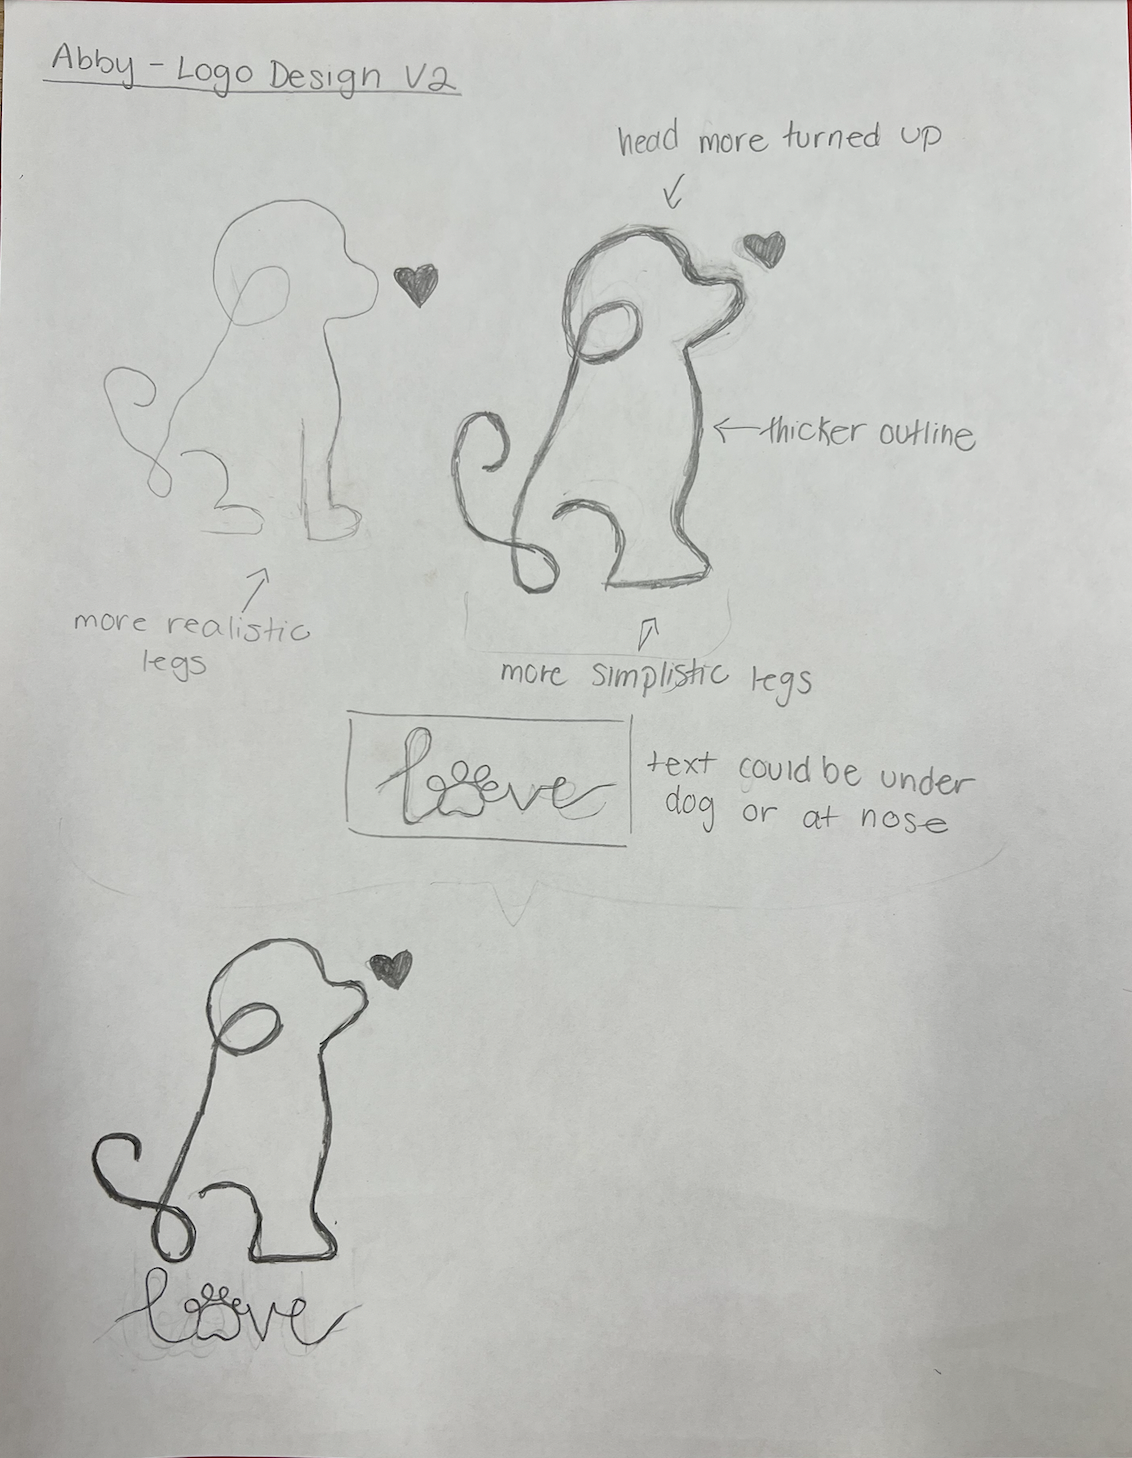 Abby - Logo Design V2
head more turned up
thicker outline
more realistic
legs
more simplistic legs
love
text could be under
dog or at nose
love